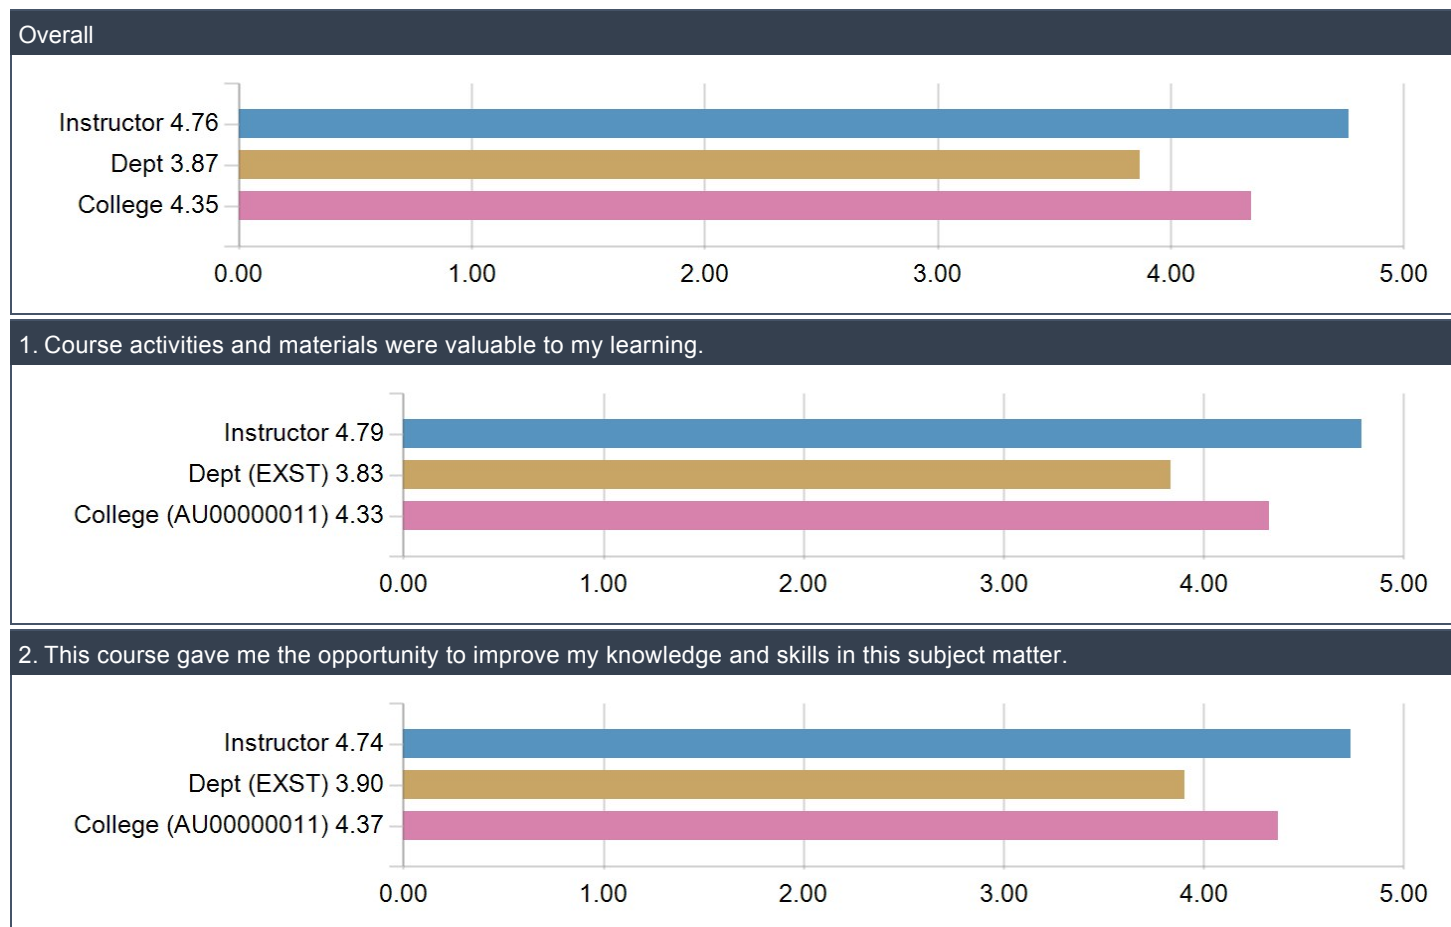 Overall
Instructor 4.76
Dept 3.87
College 4.35
0.00 1.00 2.00 3.00 4.00 5.00
1. Course activities and materials were valuable to my learning.
Instructor 4.79
Dept (EXST) 3.83
College (AU00000011) 4.33
0.00 1.00 2.00 3.00 4.00 5.00
2. This course gave me the opportunity to improve my knowledge and skills in this subject matter.
Instructor 4.74
Dept (EXST) 3.90
College (AU00000011) 4.37
0.00 1.00 2.00 3.00 4.00 5.00